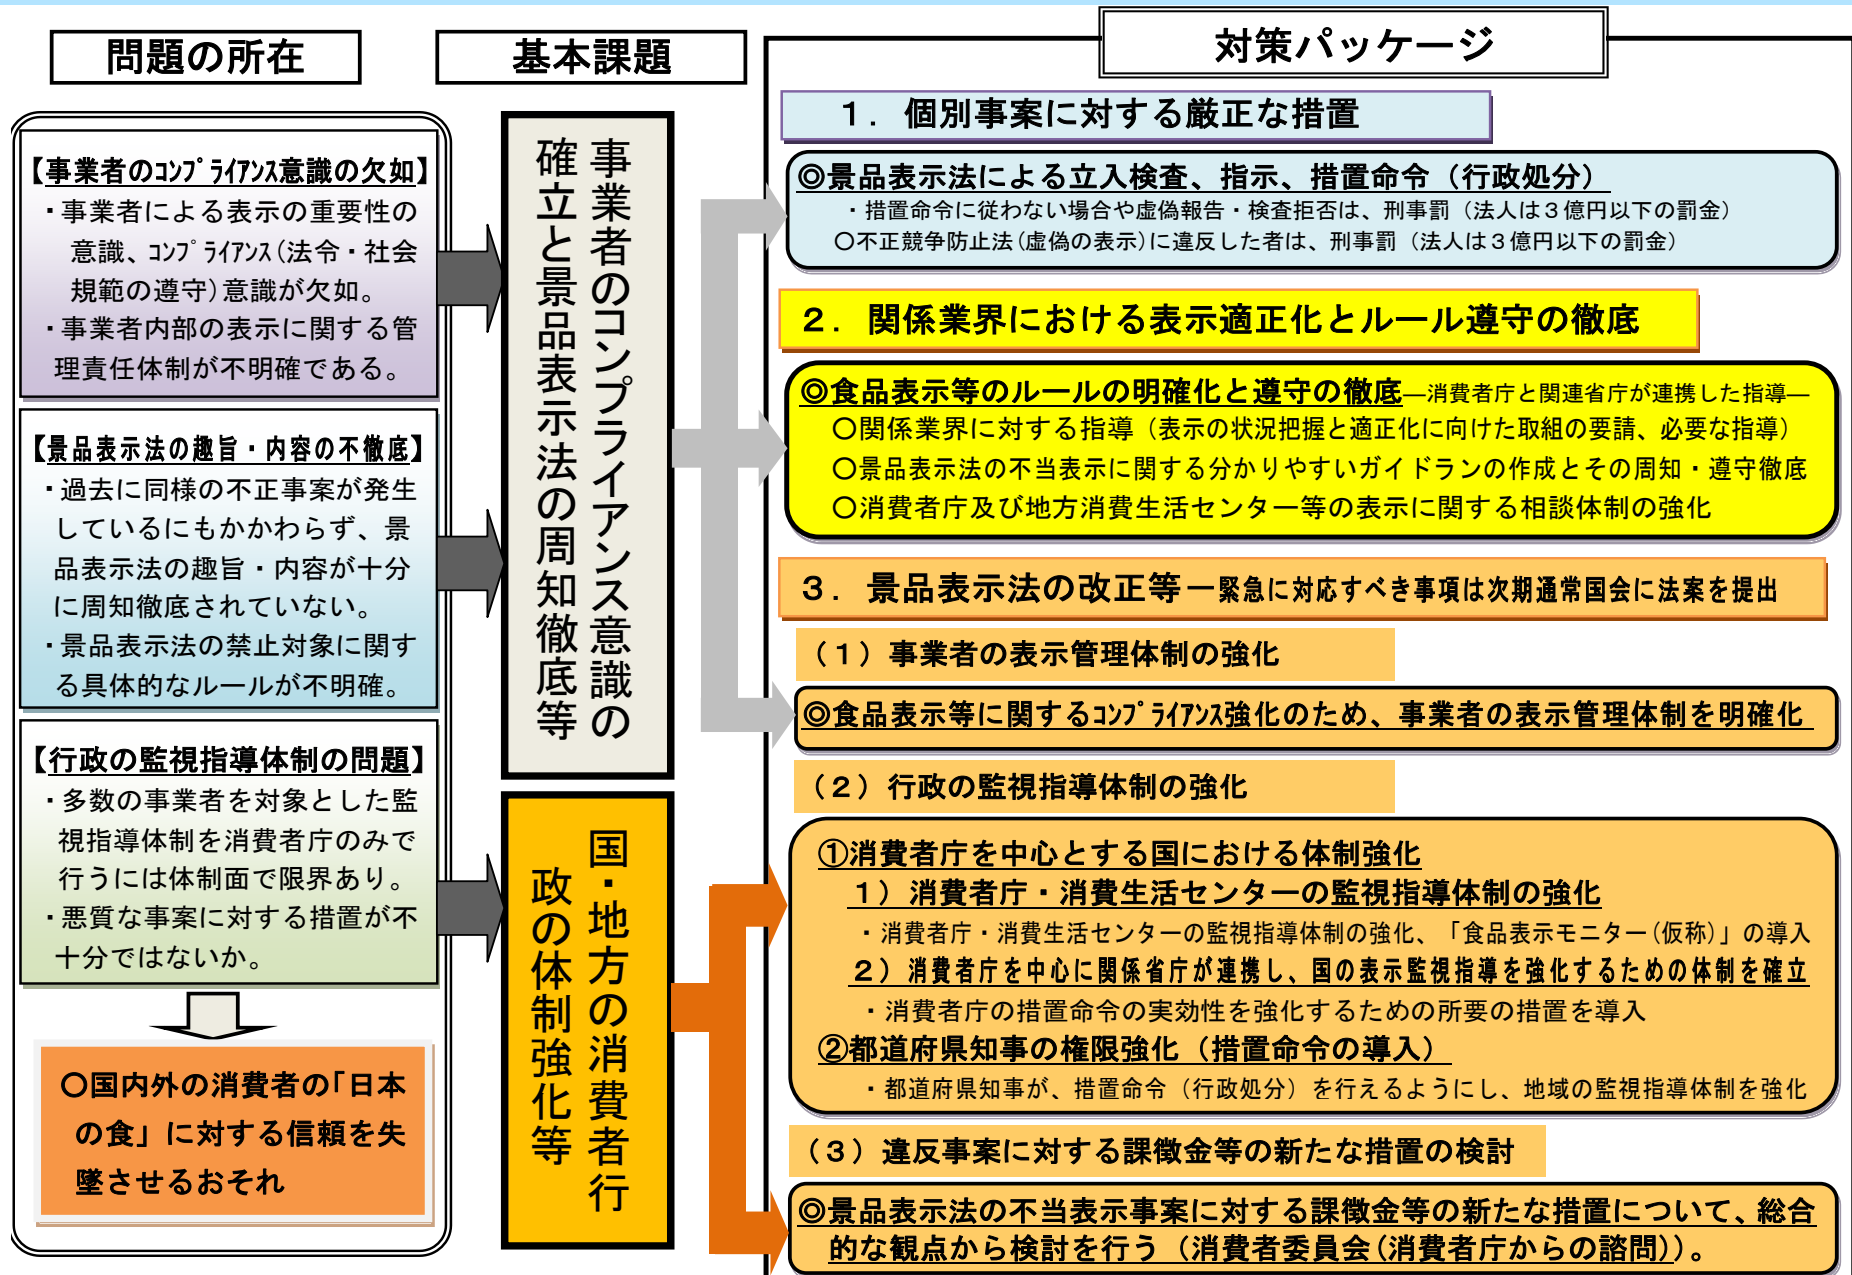 問題の所在
【事業者のコンプライアンス意識の欠如】
・事業者による表示の重要性の
意識、コンプライアンス(法令・社会
規範の遵守)意識が欠如。
・事業者内部の表示に関する管
理責任体制が不明確である。
【景品表示法の趣旨・内容の不徹底】
・過去に同様の不正事案が発生
しているにもかかわらず、景
品表示法の趣旨・内容が十分
に周知徹底されていない。
・景品表示法の禁止対象に関す
る具体的なルールが不明確。
【行政の監視指導体制の問題】
・多数の事業者を対象とした監
視指導体制を消費者庁のみで
行うには体制面で限界あり。
・悪質な事案に対する措置が不
十分ではないか。
〇国内外の消費者の「日本
の食」に対する信頼を失
墜させるおそれ
基本課題
事業者のコンプライアンス意識の
確立と景品表示法の周知徹底等
国・地方の消費者行
政の体制強化等
対策パッケージ
1．個別事案に対する厳正な措置
◎景品表示法による立入検査、指示、措置命令（行政処分）
・措置命令に従わない場合や虚偽報告・検査拒否は、刑事罰（法人は３億円以下の罰金）
〇不正競争防止法(虚偽の表示)に違反した者は、刑事罰（法人は３億円以下の罰金）
２．関係業界における表示適正化とルール遵守の徹底
◎食品表示等のルールの明確化と遵守の徹底―消費者庁と関連省庁が連携した指導―
〇関係業界に対する指導（表示の状況把握と適正化に向けた取組の要請、必要な指導）
〇景品表示法の不当表示に関する分かりやすいガイドランの作成とその周知・遵守徹底
〇消費者庁及び地方消費生活センター等の表示に関する相談体制の強化
３．景品表示法の改正等―緊急に対応すべき事項は次期通常国会に法案を提出
（１）事業者の表示管理体制の強化
◎食品表示等に関するコンプライアンス強化のため、事業者の表示管理体制を明確化
（２）行政の監視指導体制の強化
①消費者庁を中心とする国における体制強化
１）消費者庁・消費生活センターの監視指導体制の強化
・消費者庁・消費生活センターの監視指導体制の強化、「食品表示モニター(仮称)」の導入
２）消費者庁を中心に関係省庁が連携し、国の表示監視指導を強化するための体制を確立
・消費者庁の措置命令の実効性を強化するための所要の措置を導入
②都道府県知事の権限強化（措置命令の導入）
・都道府県知事が、措置命令（行政処分）を行えるようにし、地域の監視指導体制を強化
（３）違反事案に対する課徴金等の新たな措置の検討
◎景品表示法の不当表示事案に対する課徴金等の新たな措置について、総合
的な観点から検討を行う（消費者委員会(消費者庁からの諮問)）。